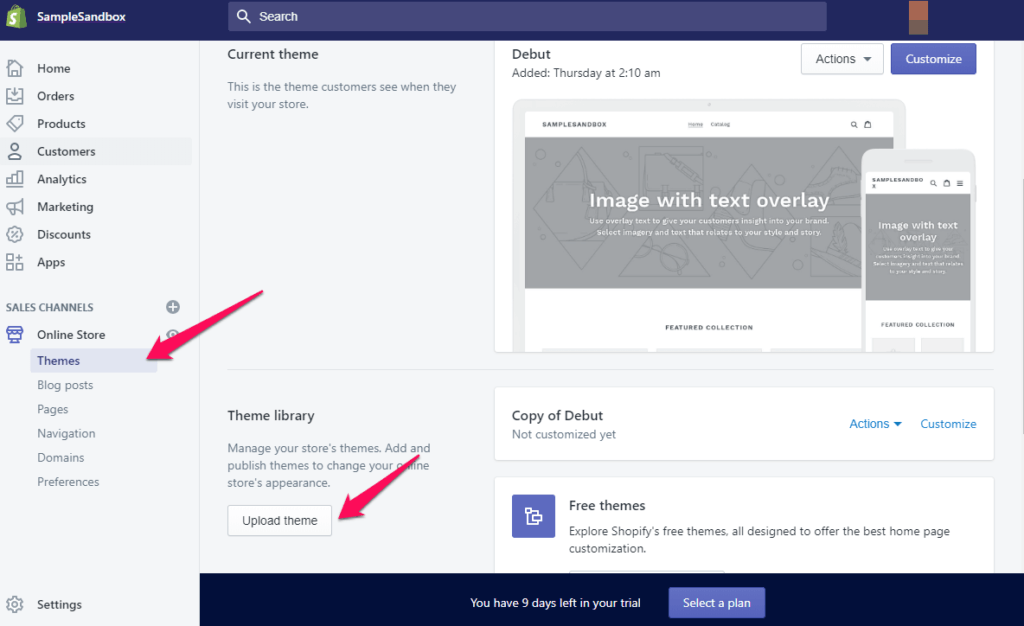 SampleSandbox
Search
Home
Orders
Products
Customers
Analytics
Marketing
Discounts
Apps
SALES CHANNELS
Online Store
Themes
Blog posts
Pages
Navigation
Domains
Preferences
Settings
Current theme
This is the theme customers see when they
visit your store.
Debut
Added: Thursday at 2:10 am
Actions
Customize
SAMPLESANDBOX
Home Catalog
Image with text overlay
Use overlay text to give your customers insight into your brand.
Select imagery and text that relates to your style and story.
FEATURED COLLECTION
SAMPLESANDBO
X
Image with text
overlay
Use overlay text to give your
customers insight into your brand.
Select imagery and text that relates
to your style and story.
FEATURED COLLECTION
Theme library
Manage your store's themes. Add and
publish themes to change your online
store's appearance.
Upload theme
Copy of Debut
Not customized yet
Actions
Customize
Free themes
Explore Shopify's free themes, all designed to offer the best home page
customization.
You have 9 days left in your trial
Select a plan